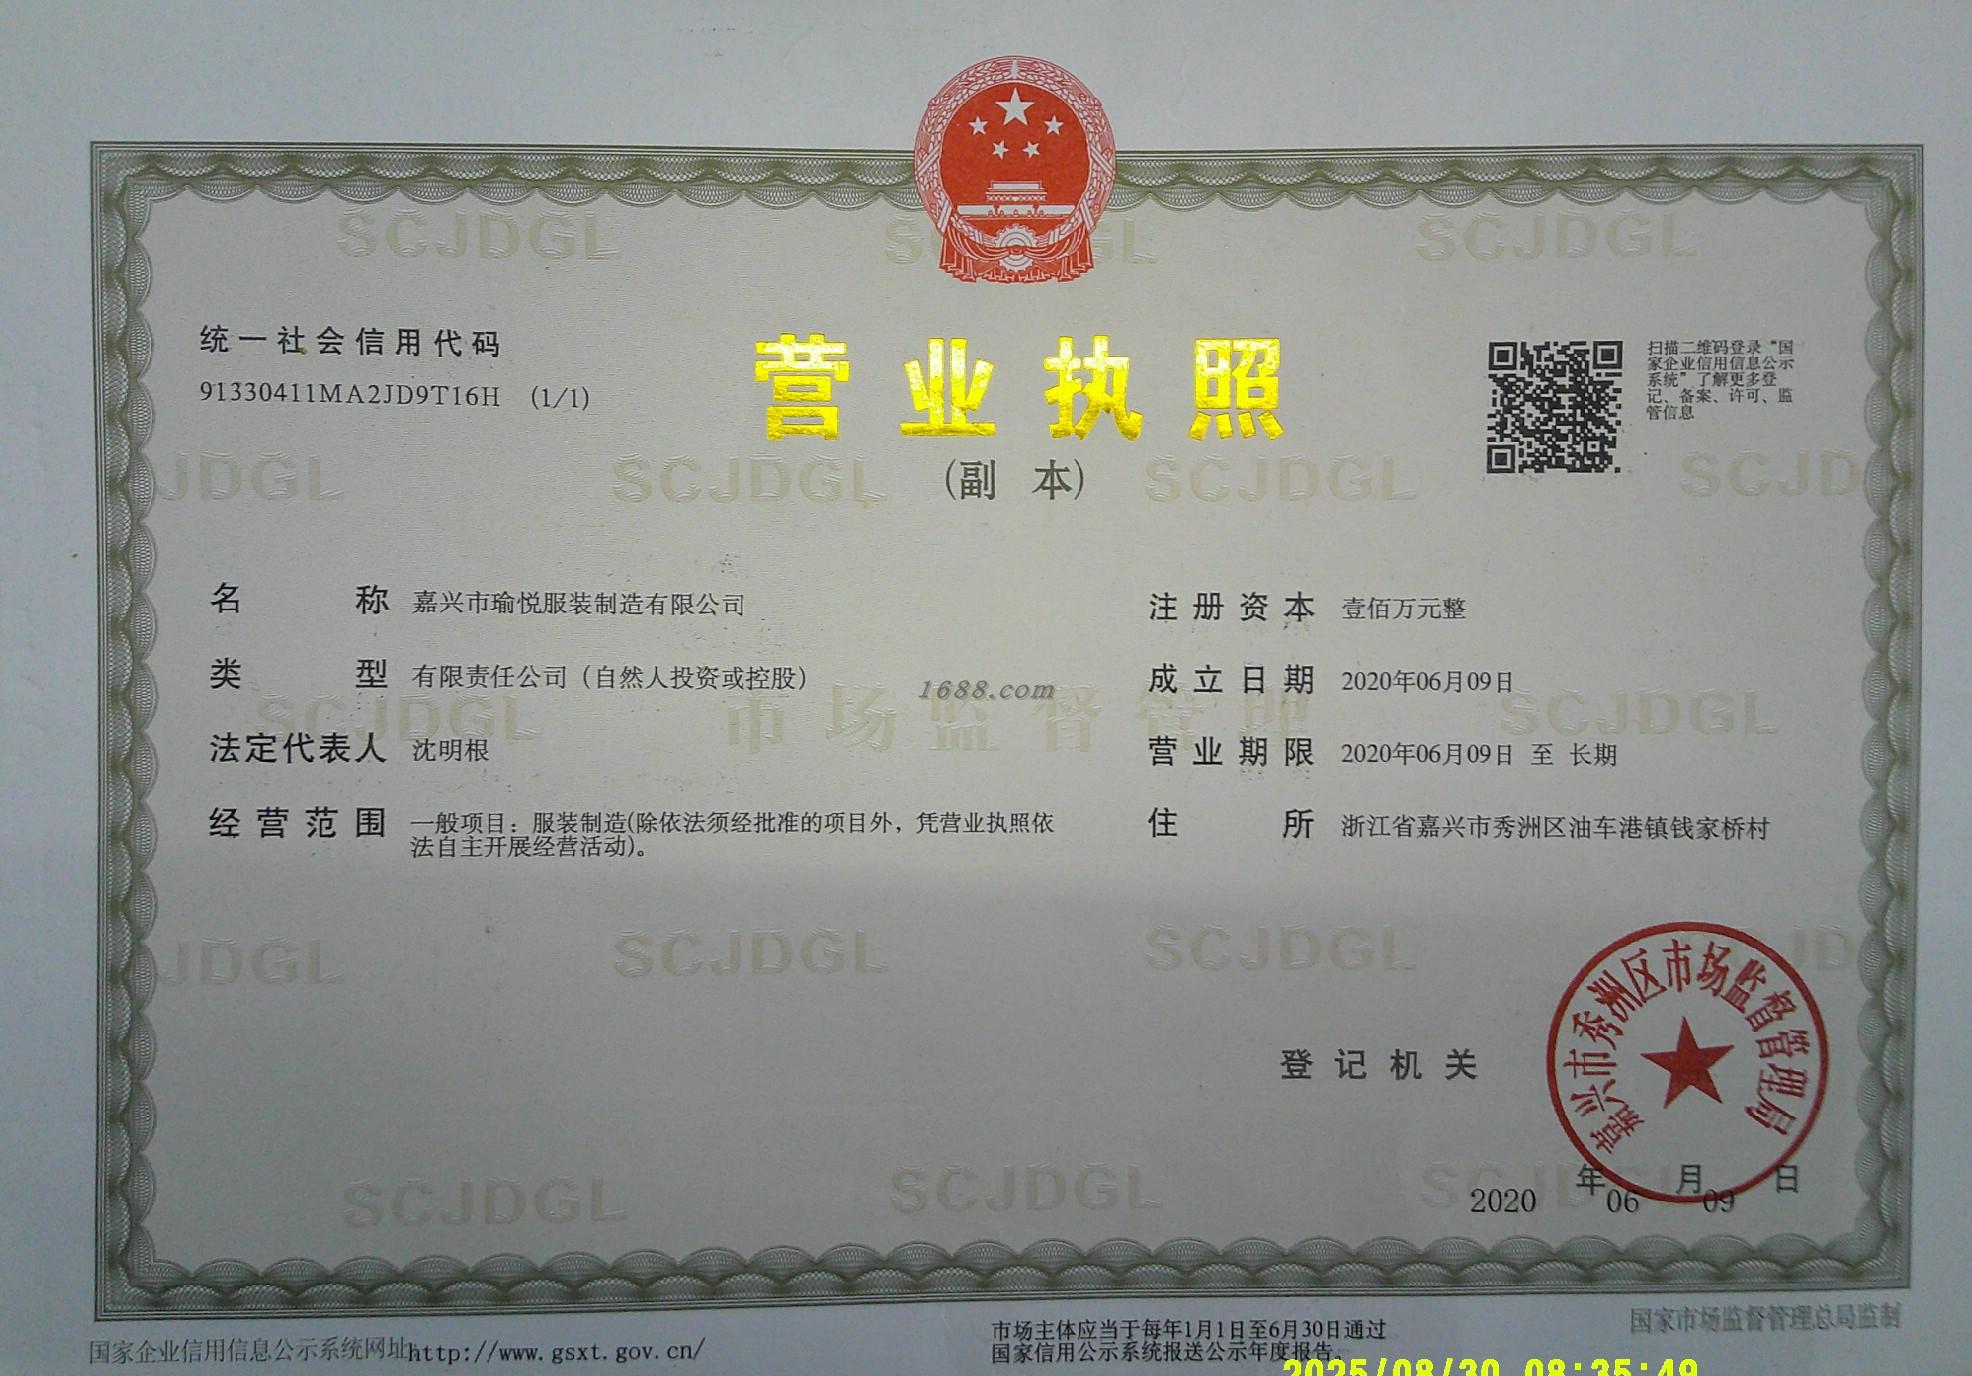 统一社会信用代码
91330411MA2JD9T16H (1/1)
营业执照
(副 本)
扫描二维码登录“国
家企业信用信息公示
系统”了解更多登
记、备案、许可、监
管信息
名称 嘉兴市瑜悦服装制造有限公司
类型 有限责任公司（自然人投资或控股）
法定代表人 沈明根
经营范围 一般项目：服装制造(除依法须经批准的项目外，凭营业执照依
法自主开展经营活动)。
注册资本 壹佰万元整
成立日期 2020年06月09日
营业期限 2020年06月09日 至 长期
住所 浙江省嘉兴市秀洲区油车港镇钱家桥村
1688.com
SCJDGL
市场监督管理
登记机关
嘉兴市秀洲区市场监督管理局
2020年06月09日
国家企业信用信息公示系统网址http://www.gsxt.gov.cn/
市场主体应当于每年1月1日至6月30日通过
国家信用公示系统报送公示年度报告。
国家市场监督管理总局监制
2025/08/30 08:35:49